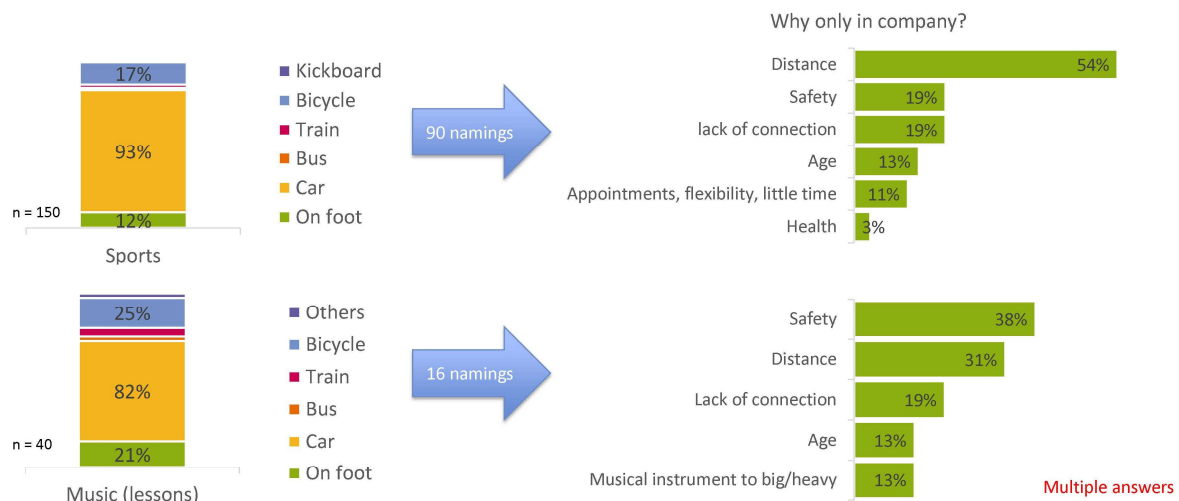 Why only in company?
17%
93%
12%
n = 150
Sports
Kickboard
Bicycle
Train
Bus
Car
On foot
90 namings
Distance
54%
Safety
19%
lack of connection
19%
Age
13%
Appointments, flexibility, little time
11%
Health
3%
25%
82%
21%
n = 40
Music (lessons)
Others
Bicycle
Train
Bus
Car
On foot
16 namings
Safety
38%
Distance
31%
Lack of connection
19%
Age
13%
Musical instrument to big/heavy
13%
Multiple answers